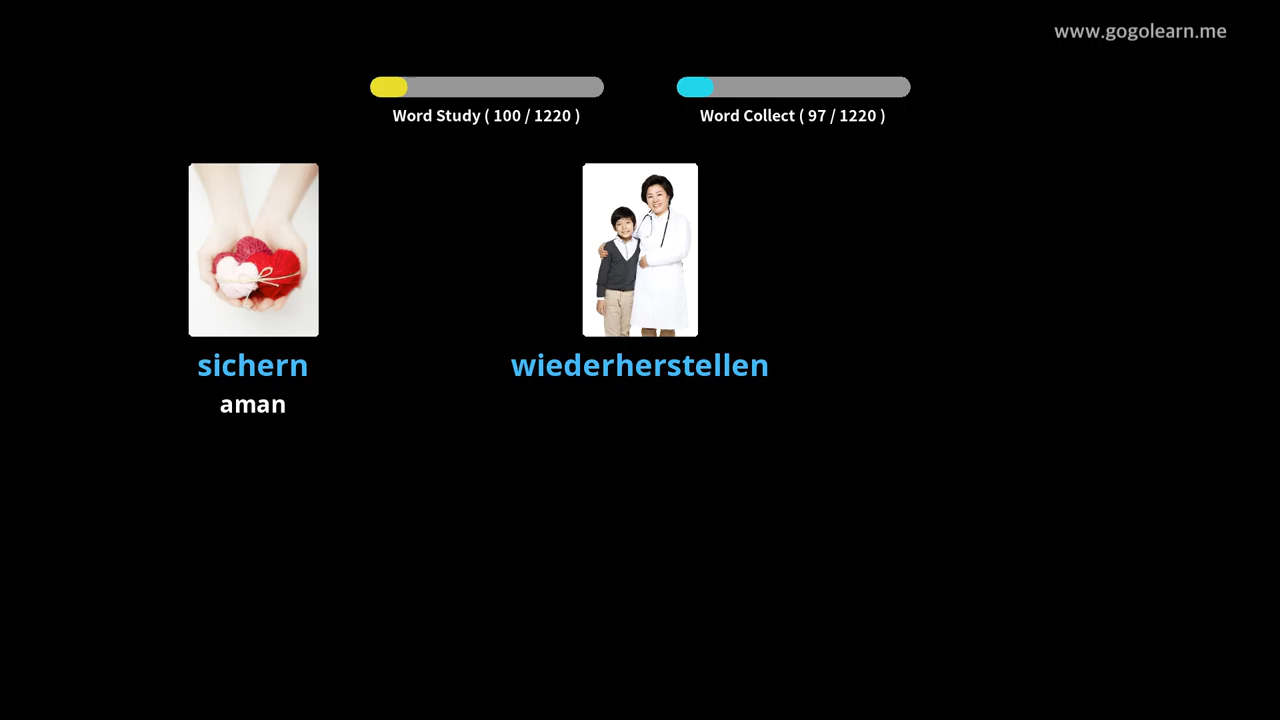 www.gogolearn.me
Word Study ( 100 / 1220 )
Word Collect ( 97 / 1220 )
sichern
aman
wiederherstellen